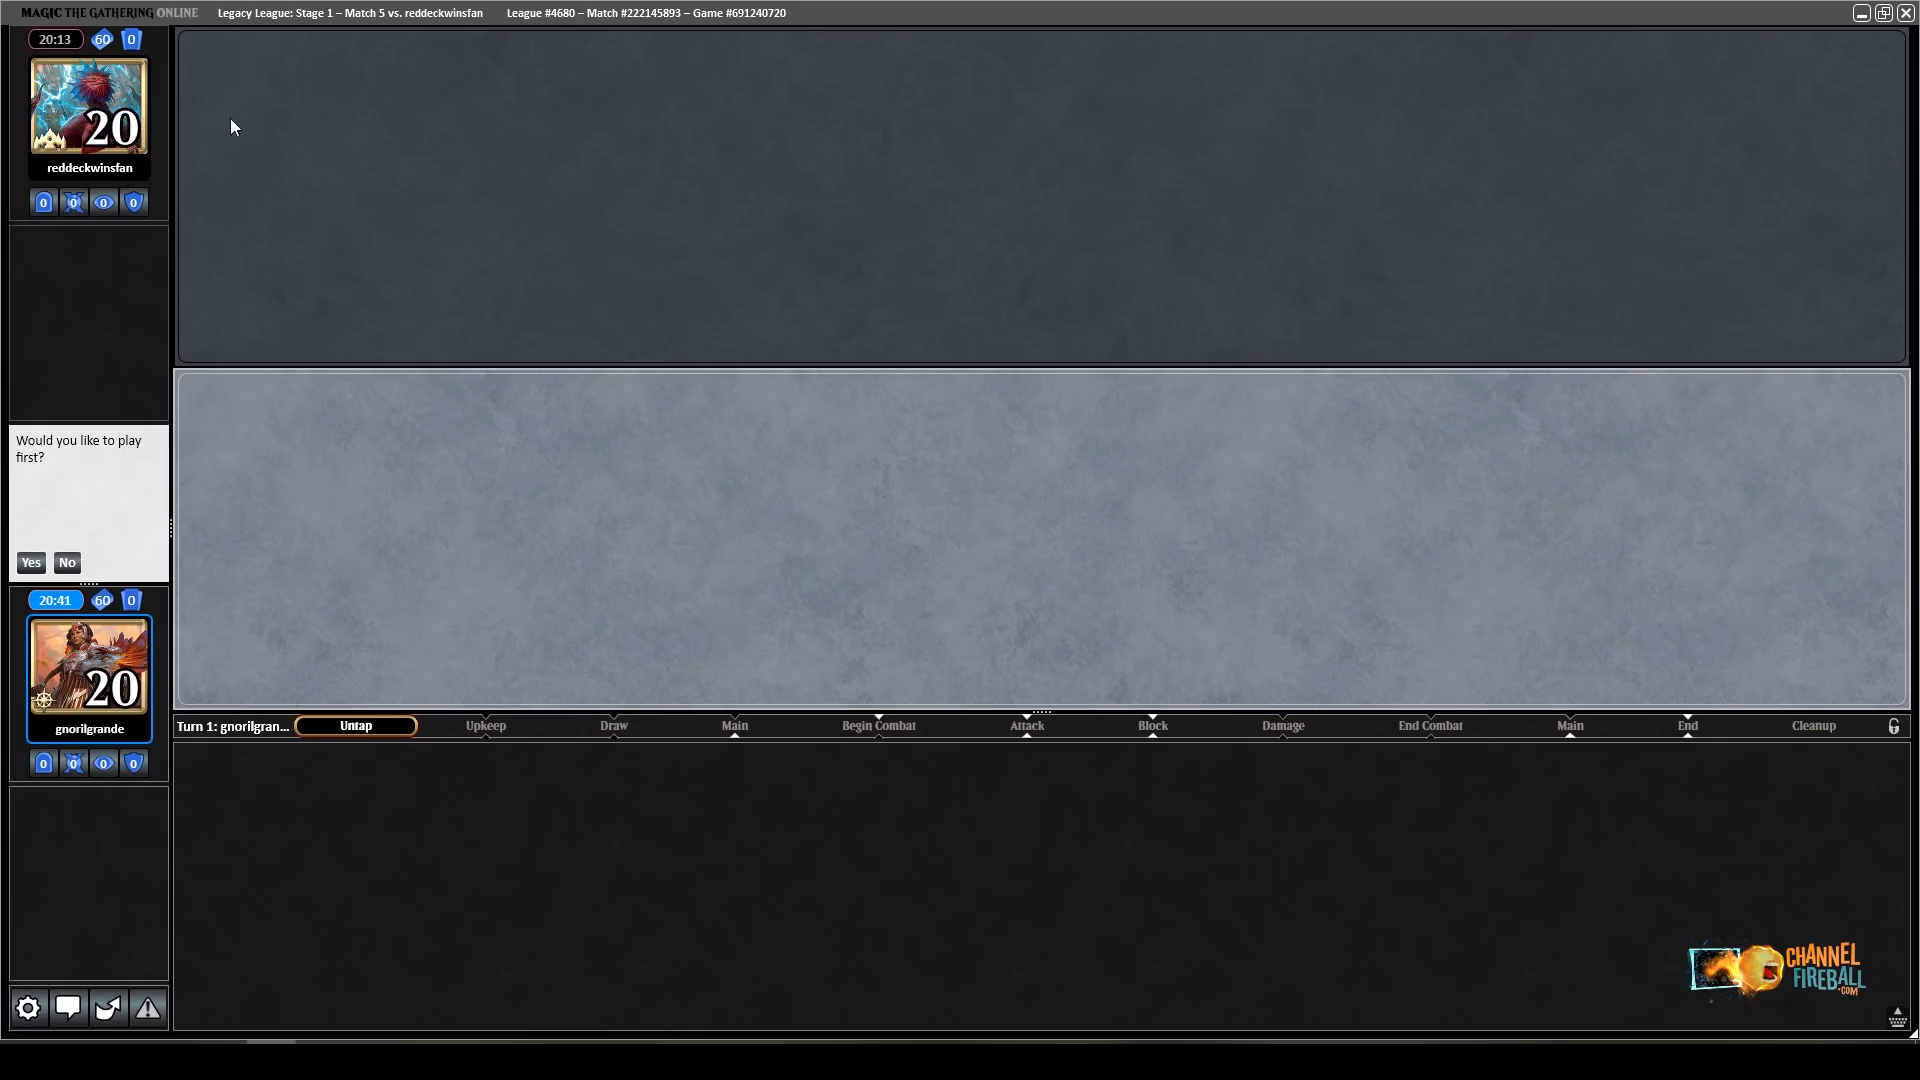 MAGIC THE GATHERING ONLINE Legacy League: Stage 1 – Match 5 vs. reddeckwinsfan League #4680 – Match #222145893 – Game #691240720
20:13 60 0
20
reddeckwinsfan
0 0 0 0
Would you like to play
first?
Yes No
20:41 60 0
20
gnorilgrande
0 0 0 0
Turn 1: gnorilgran... Untap Upkeep Draw Main Begin Combat Attack Block Damage End Combat Main End Cleanup
CHANNEL
FIREBALL
.COM